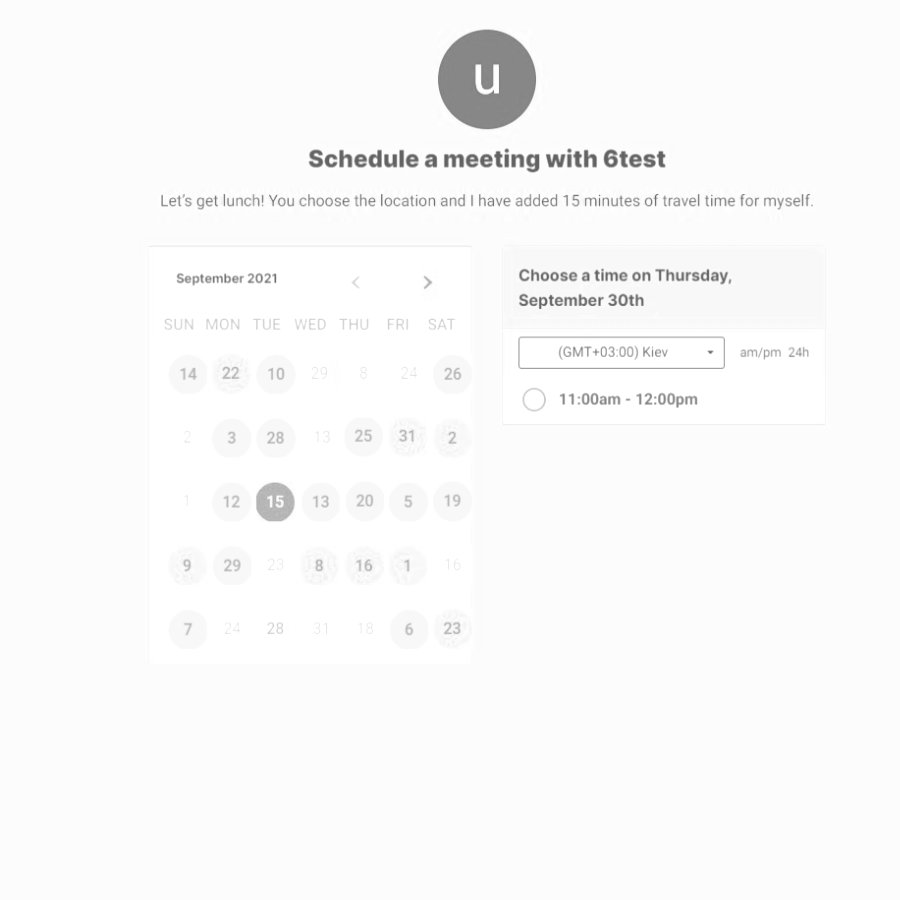 u
Schedule a meeting with 6test
Let's get lunch! You choose the location and I have added 15 minutes of travel time for myself.
September 2021
SUN MON TUE WED THU FRI SAT
14 22 10 29 8 24 26
2 3 28 13 25 31 2
1 12 15 13 20 5 19
9 29 23 8 16 1 16
7 24 28 31 18 6 23
Choose a time on Thursday,
September 30th
(GMT+03:00) Kiev am/pm 24h
11:00am - 12:00pm